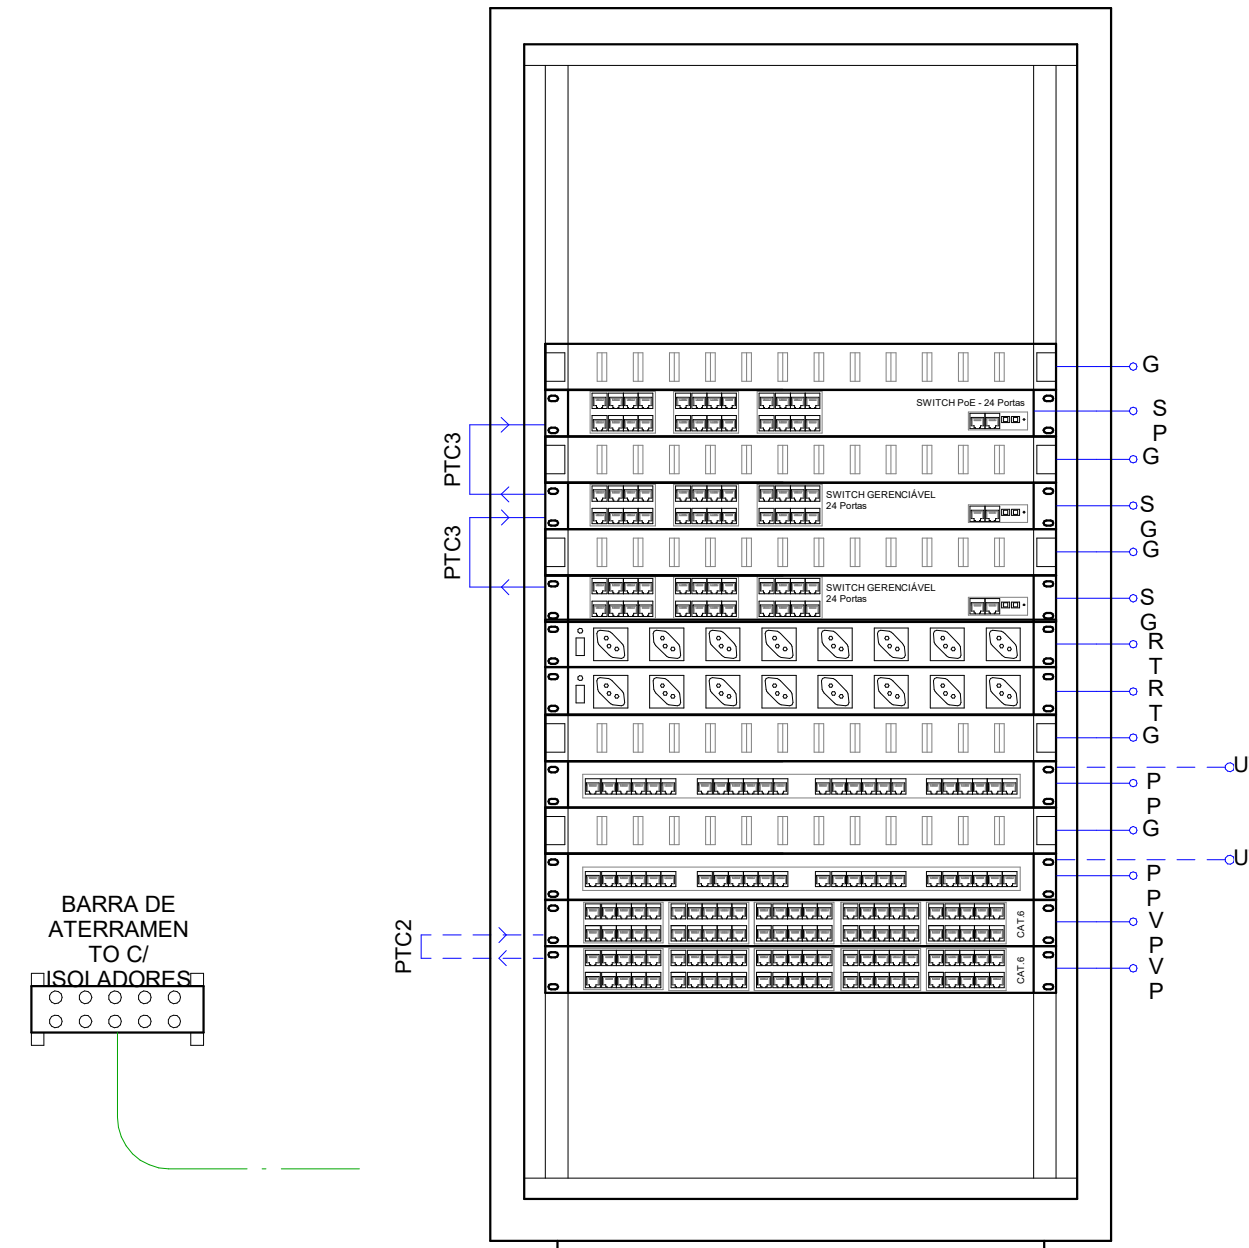 G
SWITCH PoE - 24 Portas
S
P
PTC3
G
SWITCH GERENCIÁVEL
24 Portas
S
G
PTC3
G
SWITCH GERENCIÁVEL
24 Portas
S
G
R
T
R
T
G
U
P
P
G
U
P
P
BARRA DE
ATERRAMEN
TO C/
ISOLADORES
PTC2
CAT.6
V
P
CAT.6
V
P